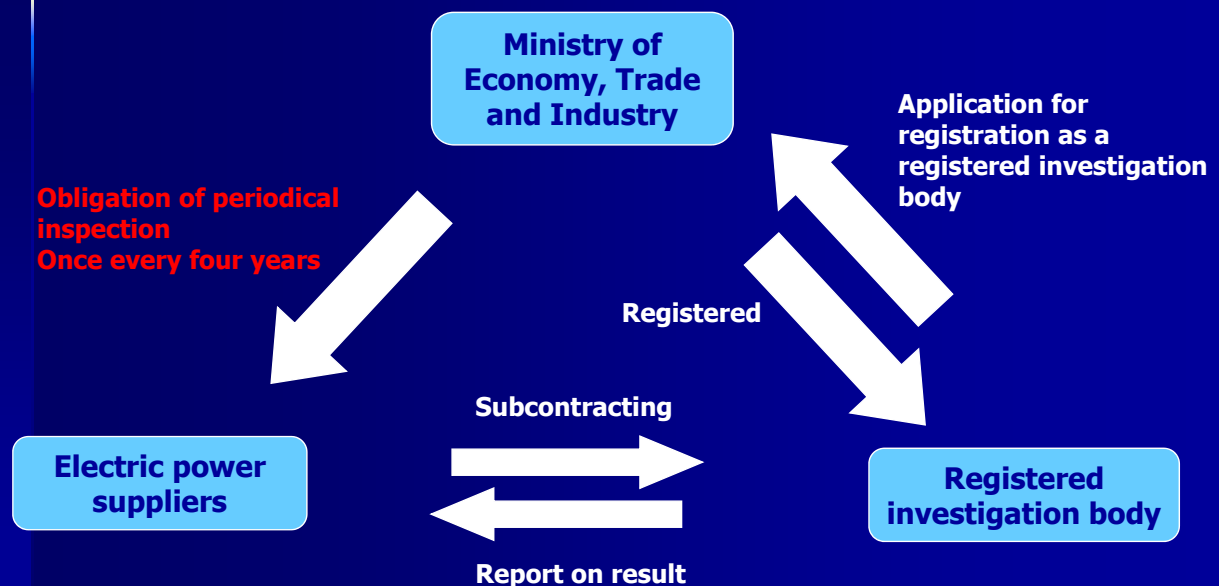 Ministry of
Economy, Trade
and Industry
Application for
registration as a
registered investigation
body
Obligation of periodical
inspection
Once every four years
Registered
Subcontracting
Electric power
suppliers
Registered
investigation body
Report on result